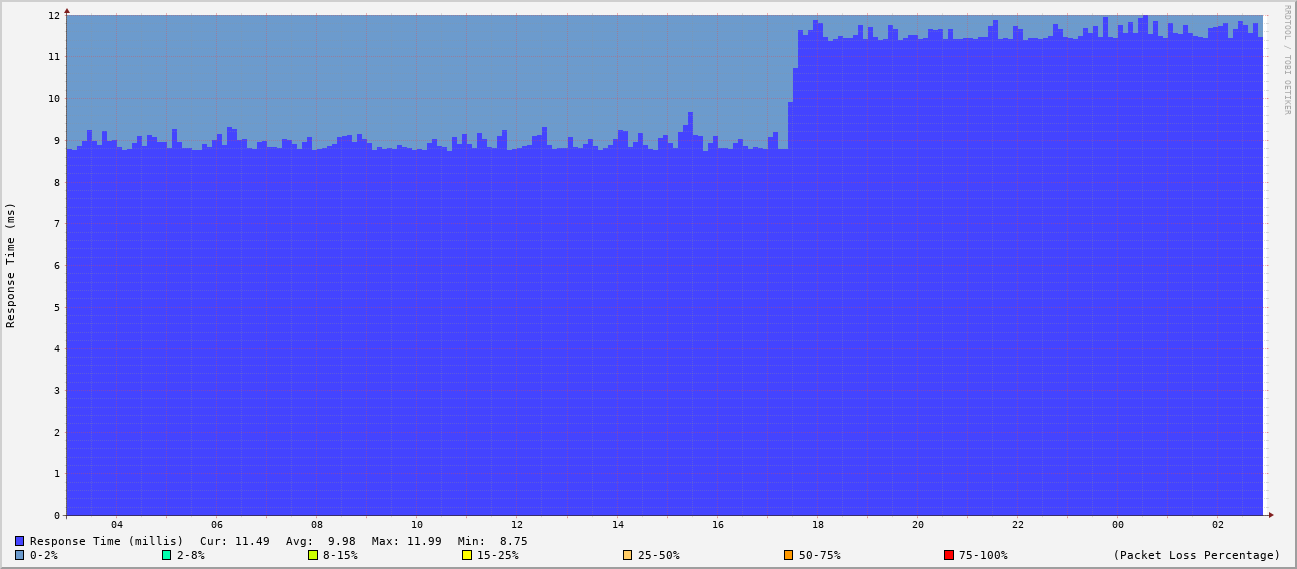 RRDTOOL / TOBI OETIKER
Response Time (ms)
12
11
10
9
8
7
6
5
4
3
2
1
0
04 06 08 10 12 14 16 18 20 22 00 02
Response Time (millis) Cur: 11.49 Avg: 9.98 Max: 11.99 Min: 8.75
0-2% 2-8% 8-15% 15-25% 25-50% 50-75% 75-100% (Packet Loss Percentage)